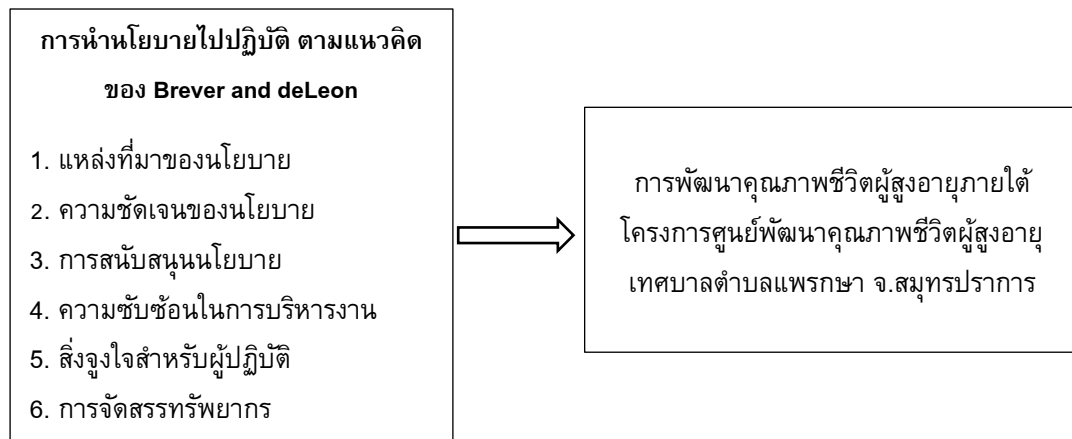 การนำนโยบายไปปฏิบัติ ตามแนวคิด
ของ Brever and deLeon
1. แหล่งที่มาของนโยบาย
2. ความชัดเจนของนโยบาย
3. การสนับสนุนนโยบาย
4. ความซับซ้อนในการบริหารงาน
5. สิ่งจูงใจสำหรับผู้ปฏิบัติ
6. การจัดสรรทรัพยากร
การพัฒนาคุณภาพชีวิตผู้สูงอายุภายใต้
โครงการศูนย์พัฒนาคุณภาพชีวิตผู้สูงอายุ
เทศบาลตำบลแพรกษา จ.สมุทรปราการ